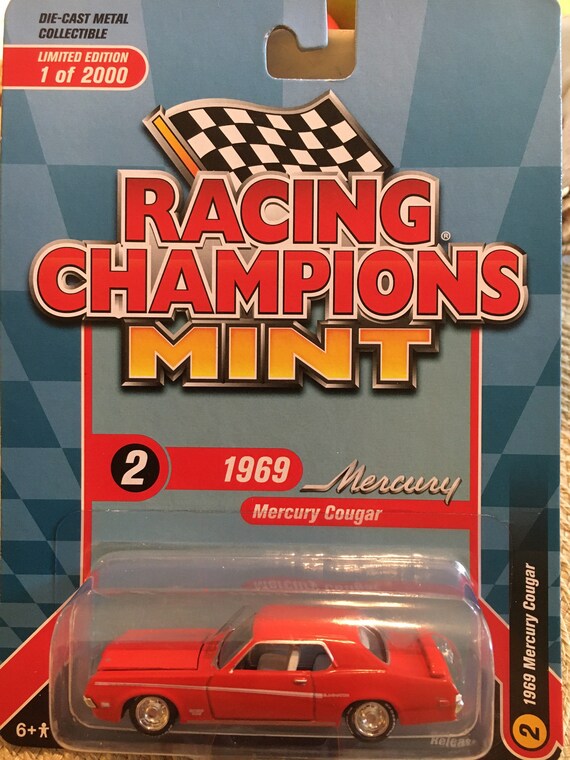 DIE-CAST METAL
COLLECTIBLE
LIMITED EDITION
1 of 2000
RACING
CHAMPIONS®
MINT
2
1969
Mercury
Mercury Cougar
1969 Mercury Cougar
2
6+
Release